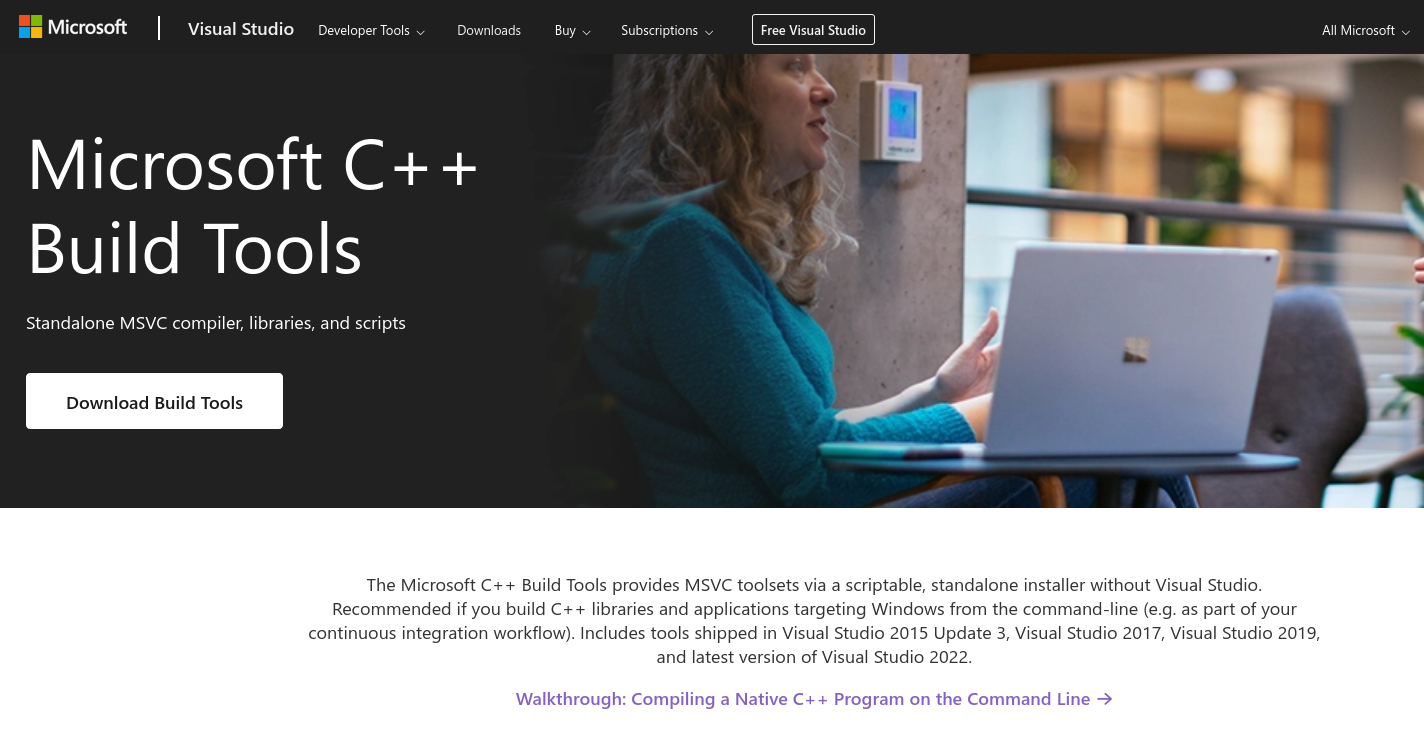 Microsoft
Visual Studio
Developer Tools
Downloads
Buy
Subscriptions
Free Visual Studio
All Microsoft
Microsoft C++
Build Tools
Standalone MSVC compiler, libraries, and scripts
Download Build Tools
The Microsoft C++ Build Tools provides MSVC toolsets via a scriptable, standalone installer without Visual Studio.
Recommended if you build C++ libraries and applications targeting Windows from the command-line (e.g. as part of your
continuous integration workflow). Includes tools shipped in Visual Studio 2015 Update 3, Visual Studio 2017, Visual Studio 2019,
and latest version of Visual Studio 2022.
Walkthrough: Compiling a Native C++ Program on the Command Line →